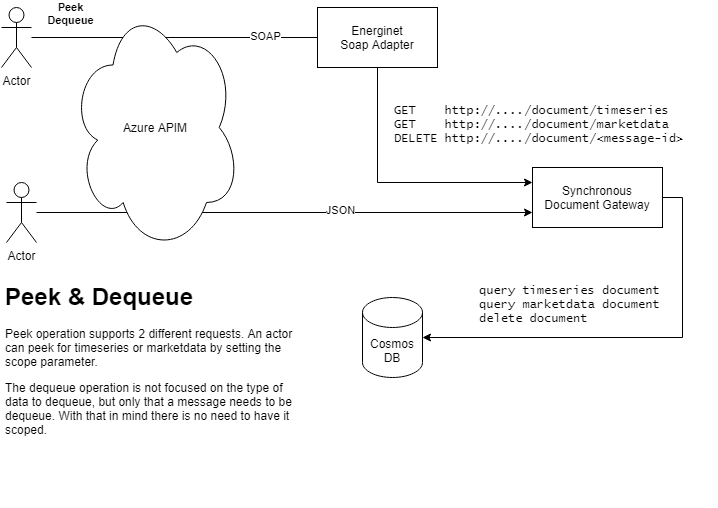 Peek
Dequeue
SOAP
Energinet
Soap Adapter
Actor
Azure APIM
GET    http://..../document/timeseries
GET    http://..../document/marketdata
DELETE http://..../document/<message-id>
Synchronous
Document Gateway
JSON
Actor
Peek & Dequeue
query timeseries document
query marketdata document
delete document
Peek operation supports 2 different requests. An actor
can peek for timeseries or marketdata by setting the
scope parameter.
Cosmos
DB
The dequeue operation is not focused on the type of
data to dequeue, but only that a message needs to be
dequeue. With that in mind there is no need to have it
scoped.